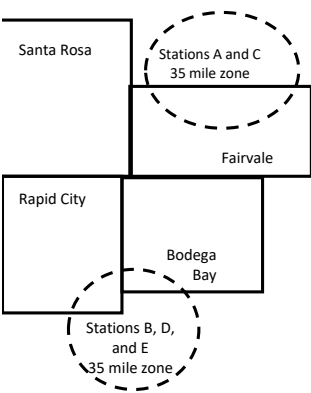 Santa Rosa
Stations A and C
35 mile zone
Fairvale
Rapid City
Bodega
Bay
Stations B, D,
and E
35 mile zone